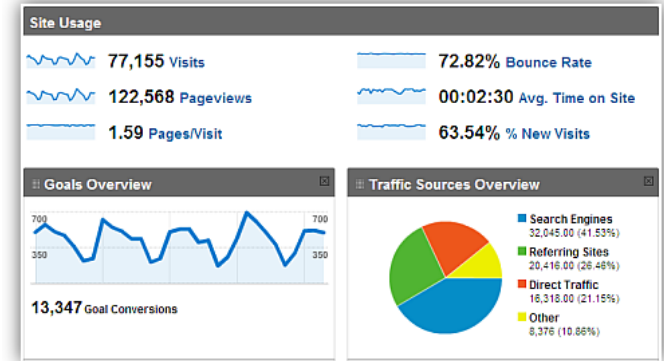 Site Usage
77,155 Visits
72.82% Bounce Rate
122,568 Pageviews
00:02:30 Avg. Time on Site
1.59 Pages/Visit
63.54% % New Visits
Goals Overview
700
700
350
350
13,347 Goal Conversions
Traffic Sources Overview
Search Engines
32,045.00 (41.53%)
Referring Sites
20,416.00 (26.46%)
Direct Traffic
16,318.00 (21.15%)
Other
8,376 (10.86%)